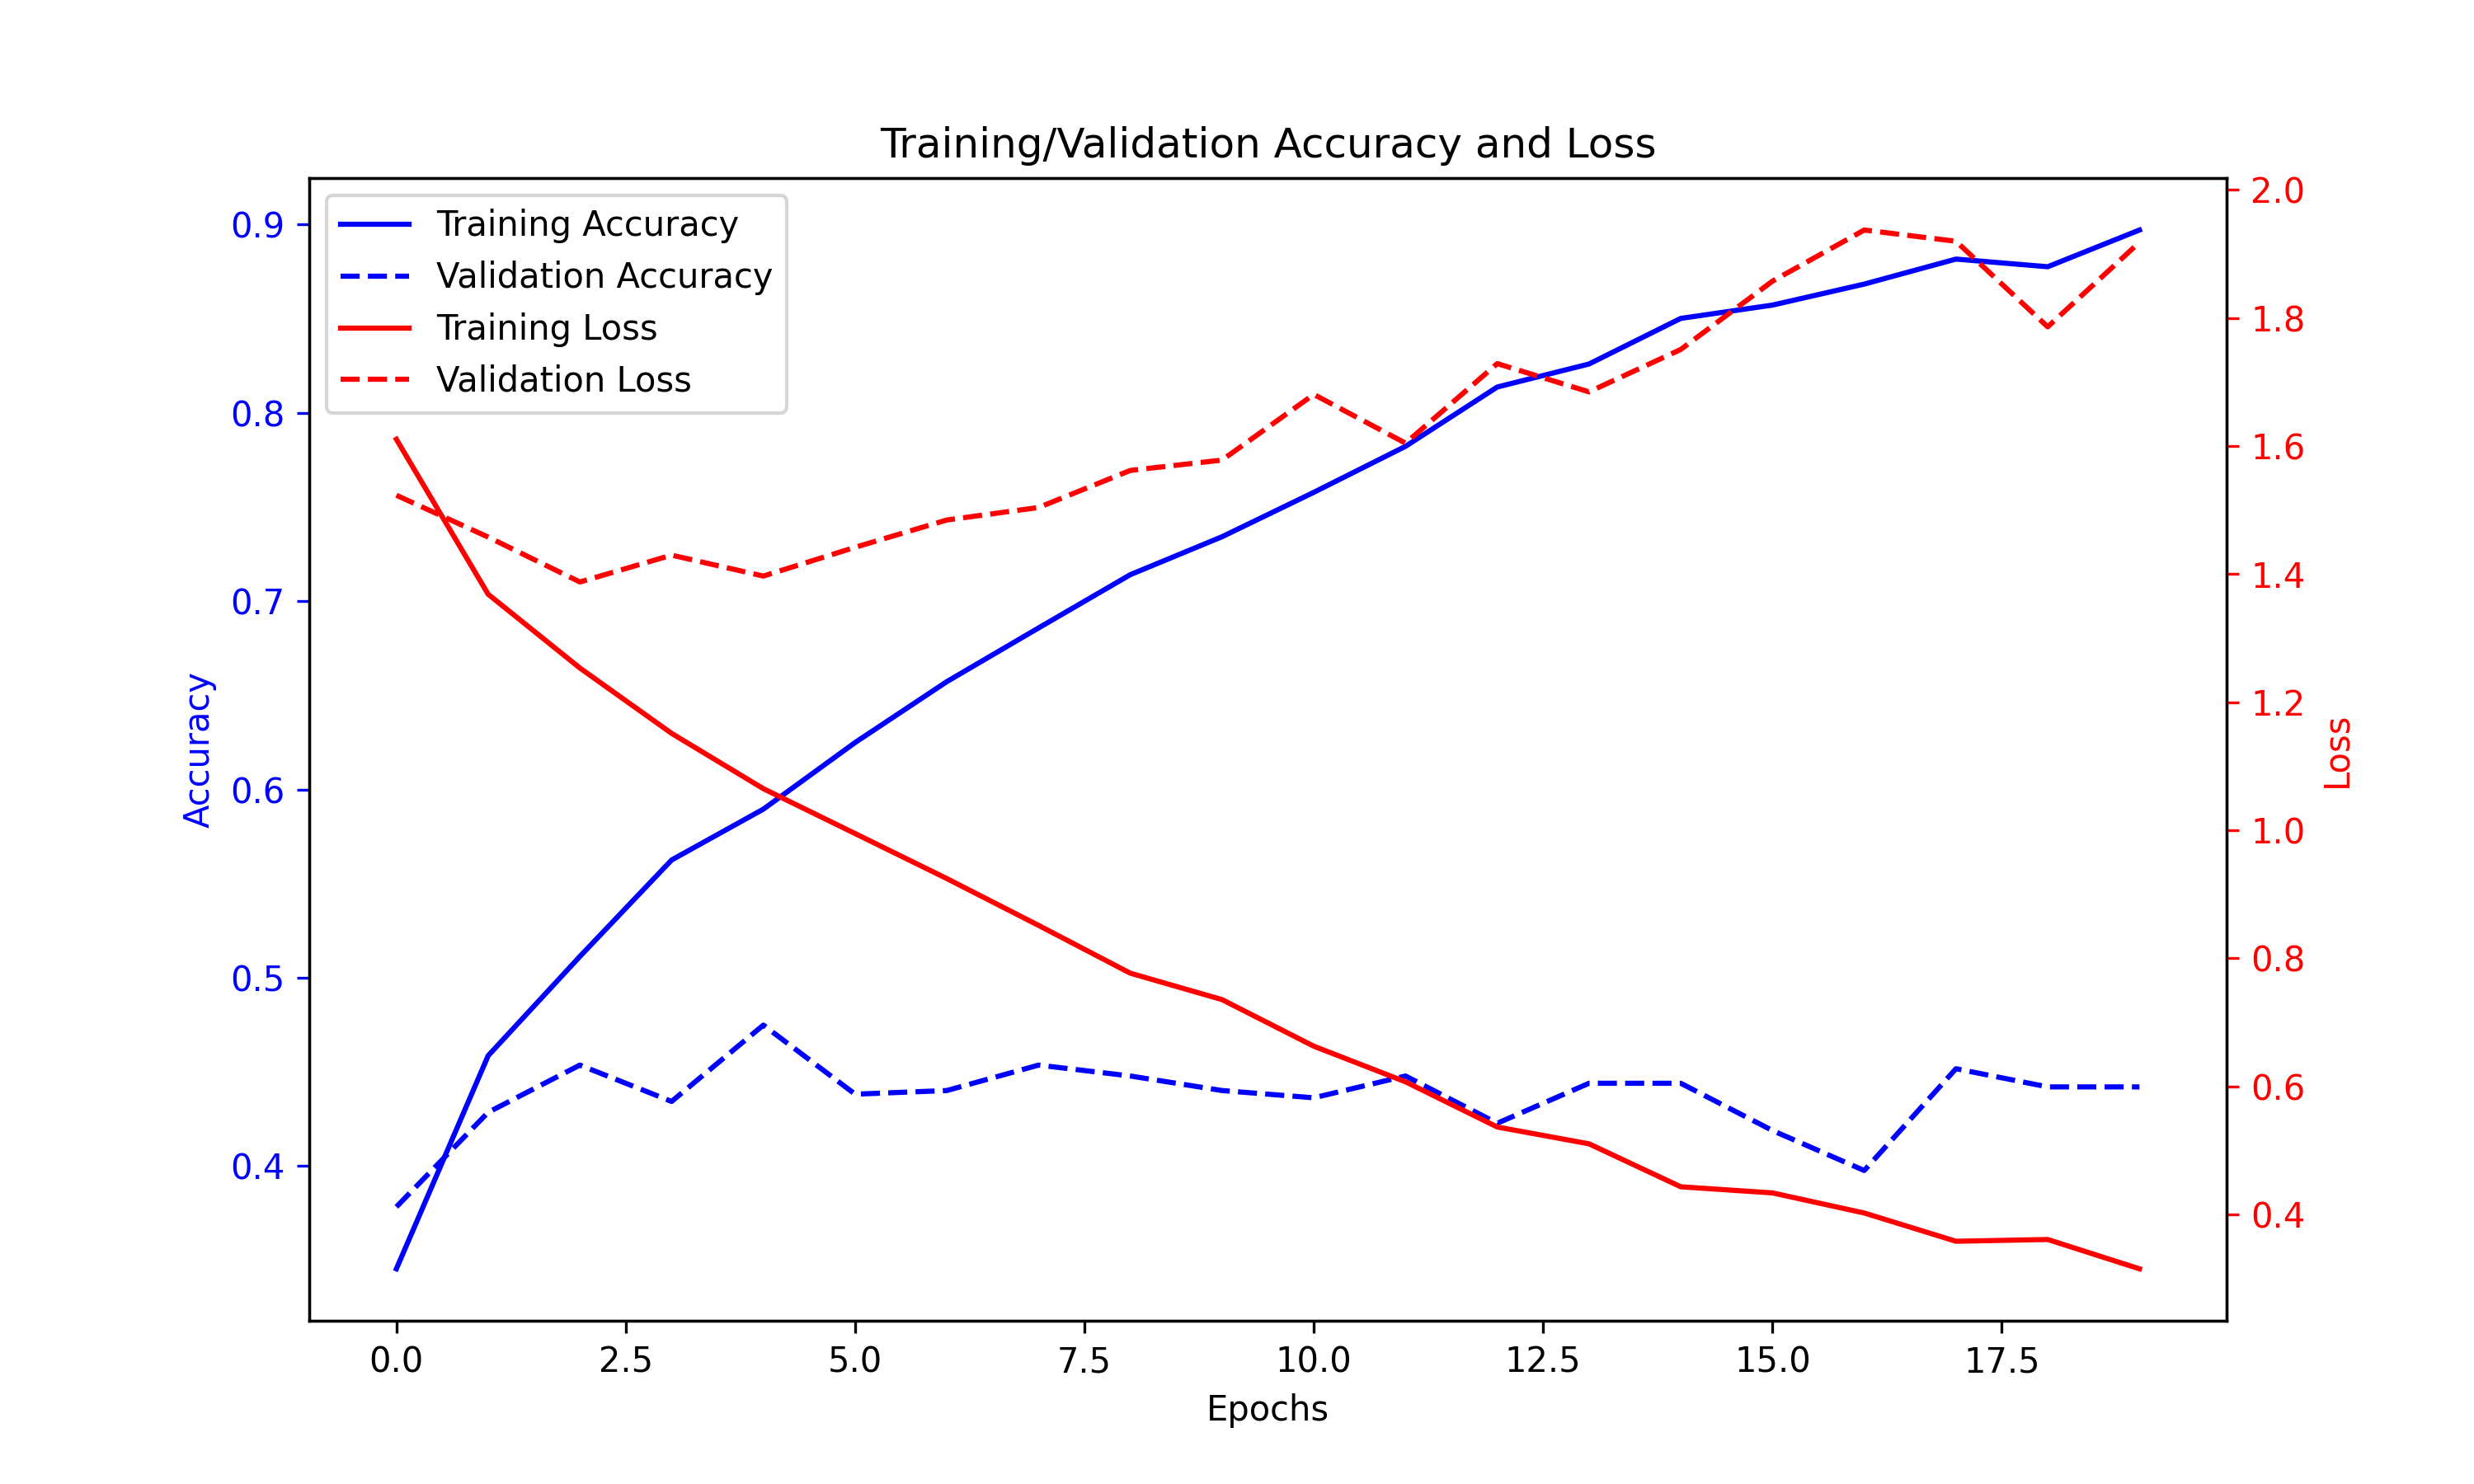 Training/Validation Accuracy and Loss
Training Accuracy
Validation Accuracy
Training Loss
Validation Loss
Accuracy
0.9
0.8
0.7
0.6
0.5
0.4
2.0
1.8
1.6
1.4
1.2
1.0
0.8
0.6
0.4
Loss
0.0 2.5 5.0 7.5 10.0 12.5 15.0 17.5
Epochs